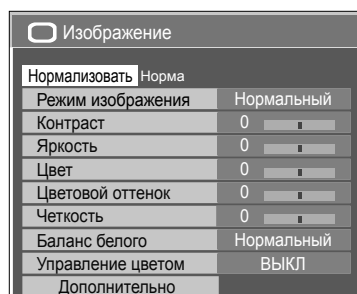 Изображение
Нормализовать Норма
Режим изображения Нормальный
Контраст 0
Яркость 0
Цвет 0
Цветовой оттенок 0
Четкость 0
Баланс белого Нормальный
Управление цветом ВЫКЛ
Дополнительно